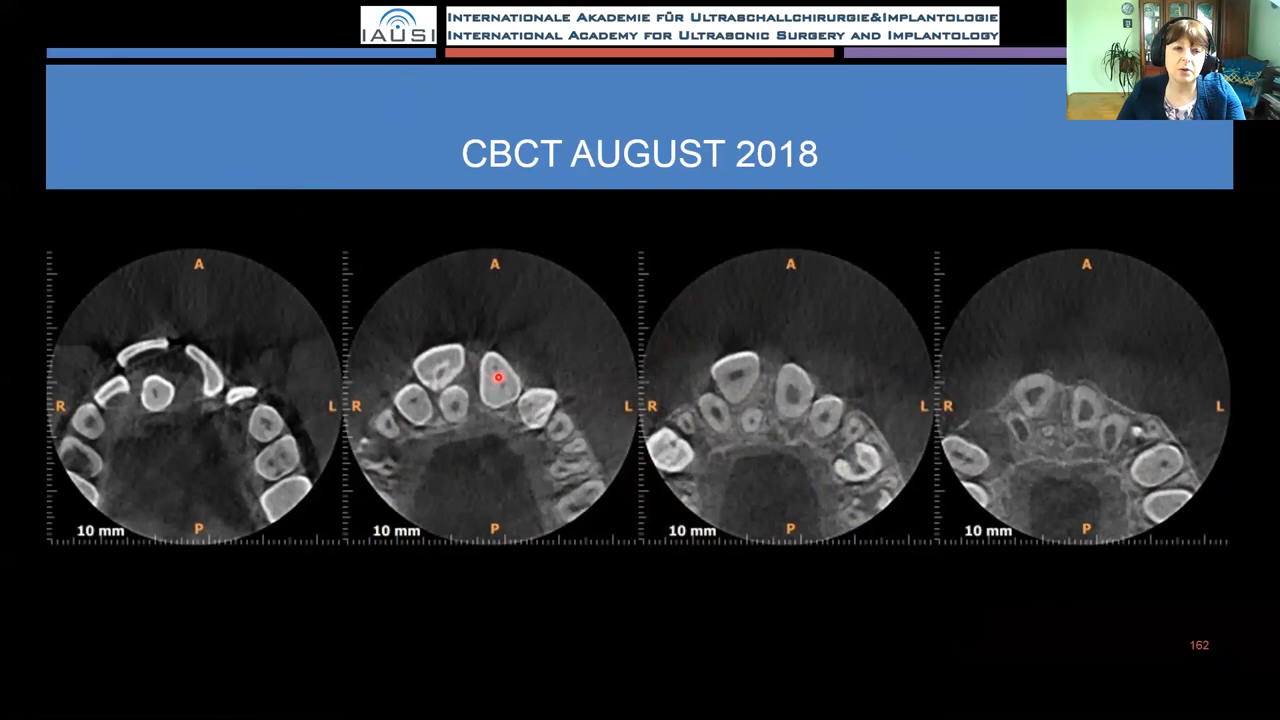 IAUSI
Internationale Akademie für Ultraschallchirurgie&Implantologie
International Academy for Ultrasonic Surgery and Implantology
CBCT AUGUST 2018
A
A
A
A
R
L
R
L
R
L
R
L
10 mm
P
10 mm
P
10 mm
P
10 mm
P
162